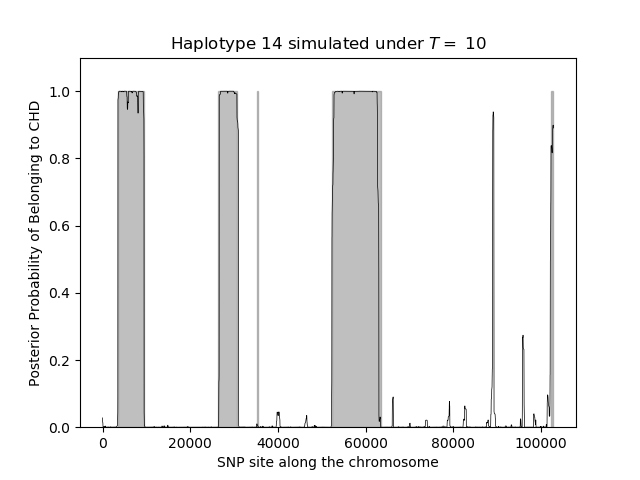 Haplotype 14 simulated under T = 10
Posterior Probability of Belonging to CHD
1.0
0.8
0.6
0.4
0.2
0.0
0 20000 40000 60000 80000 100000
SNP site along the chromosome